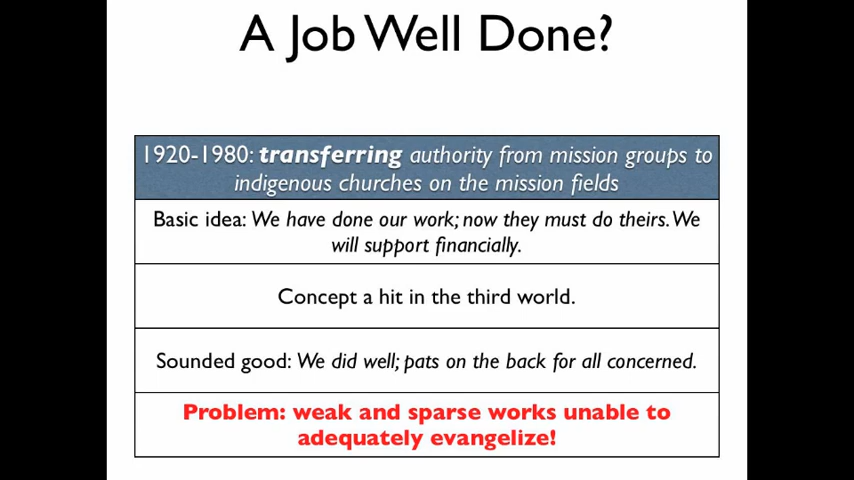 A Job Well Done?
1920-1980: transferring authority from mission groups to
indigenous churches on the mission fields
Basic idea: We have done our work; now they must do theirs. We
will support financially.
Concept a hit in the third world.
Sounded good: We did well; pats on the back for all concerned.
Problem: weak and sparse works unable to
adequately evangelize!